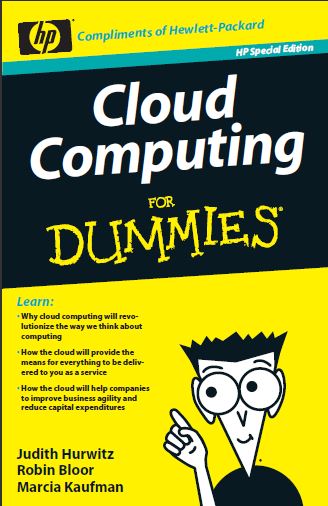 hp
Compliments of Hewlett-Packard
HP Special Edition
Cloud
Computing
FOR
DUMMIES®
Learn:
• Why cloud computing will revo-
lutionize the way we think about
computing
• How the cloud will provide the
means for everything to be deliv-
ered to you as a service
• How the cloud will help companies
to improve business agility and
reduce capital expenditures
Judith Hurwitz
Robin Bloor
Marcia Kaufman